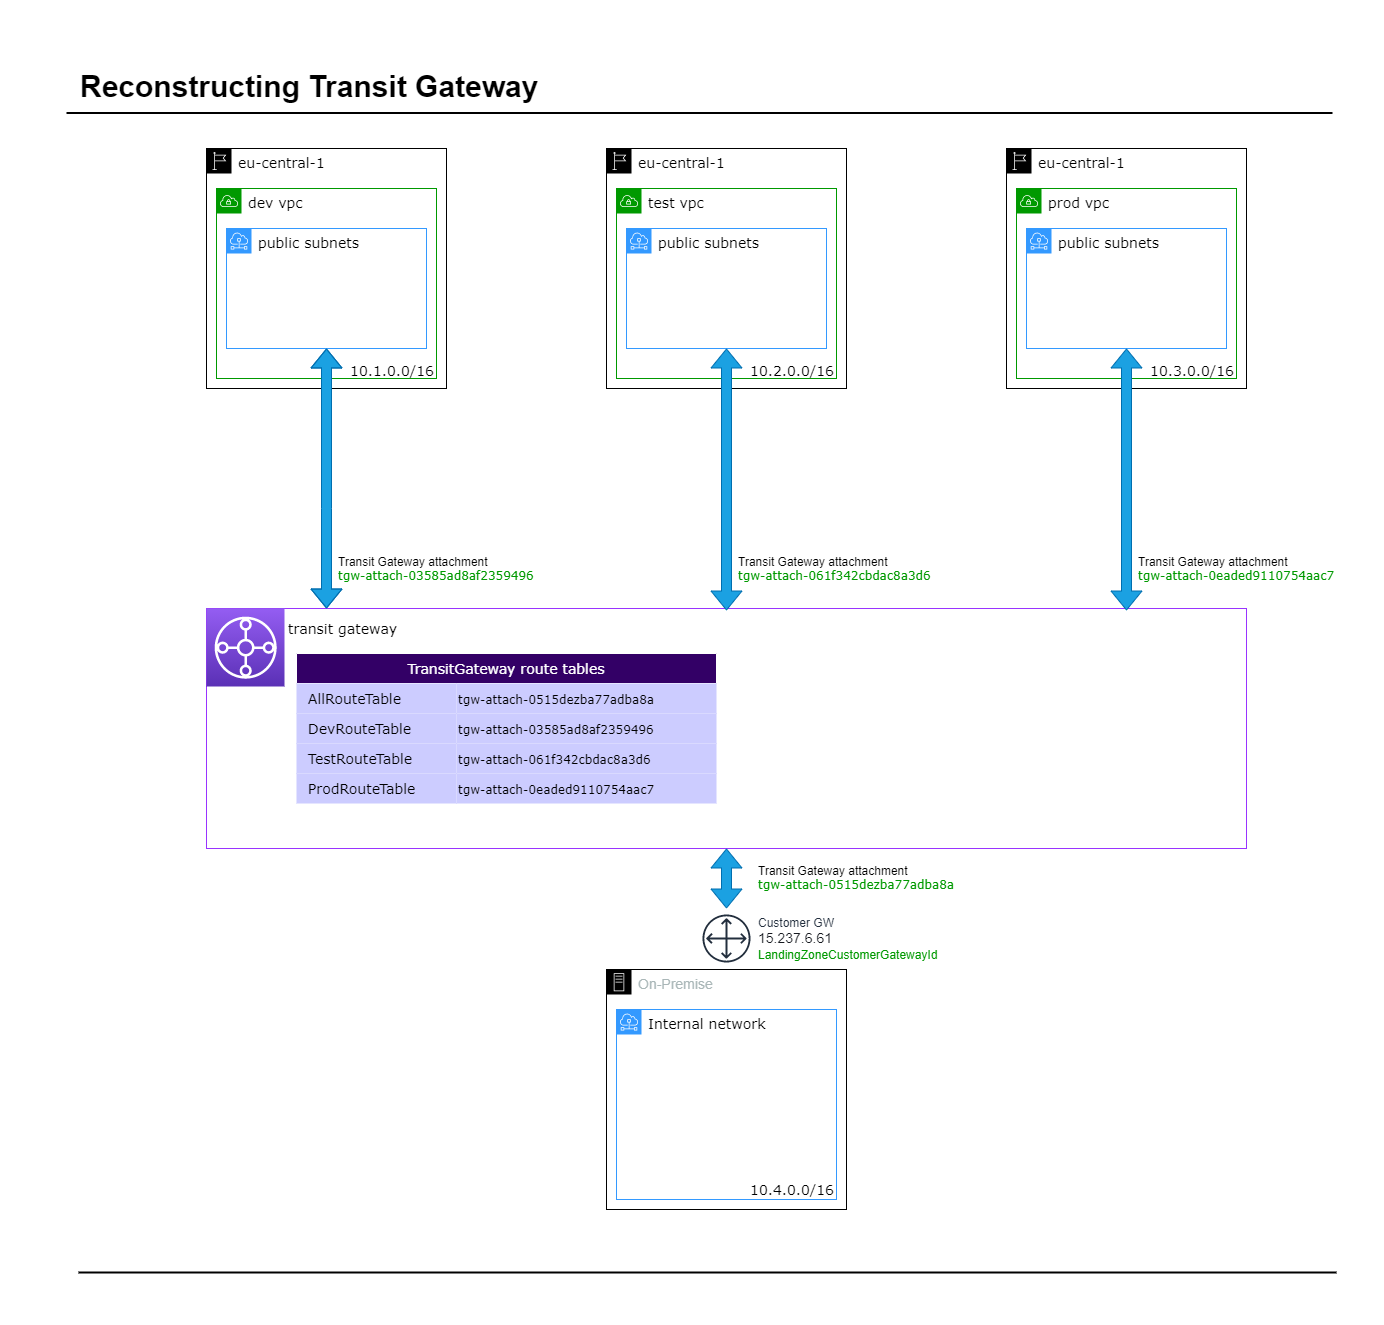 Reconstructing Transit Gateway
eu-central-1
dev vpc
public subnets
10.1.0.0/16
eu-central-1
test vpc
public subnets
10.2.0.0/16
eu-central-1
prod vpc
public subnets
10.3.0.0/16
Transit Gateway attachment
tgw-attach-03585ad8af2359496
Transit Gateway attachment
tgw-attach-061f342cbdac8a3d6
Transit Gateway attachment
tgw-attach-0eaded9110754aac7
transit gateway
TransitGateway route tables
AllRouteTable tgw-attach-0515dezba77adba8a
DevRouteTable tgw-attach-03585ad8af2359496
TestRouteTable tgw-attach-061f342cbdac8a3d6
ProdRouteTable tgw-attach-0eaded9110754aac7
Transit Gateway attachment
tgw-attach-0515dezba77adba8a
Customer GW
15.237.6.61
LandingZoneCustomerGatewayId
On-Premise
Internal network
10.4.0.0/16